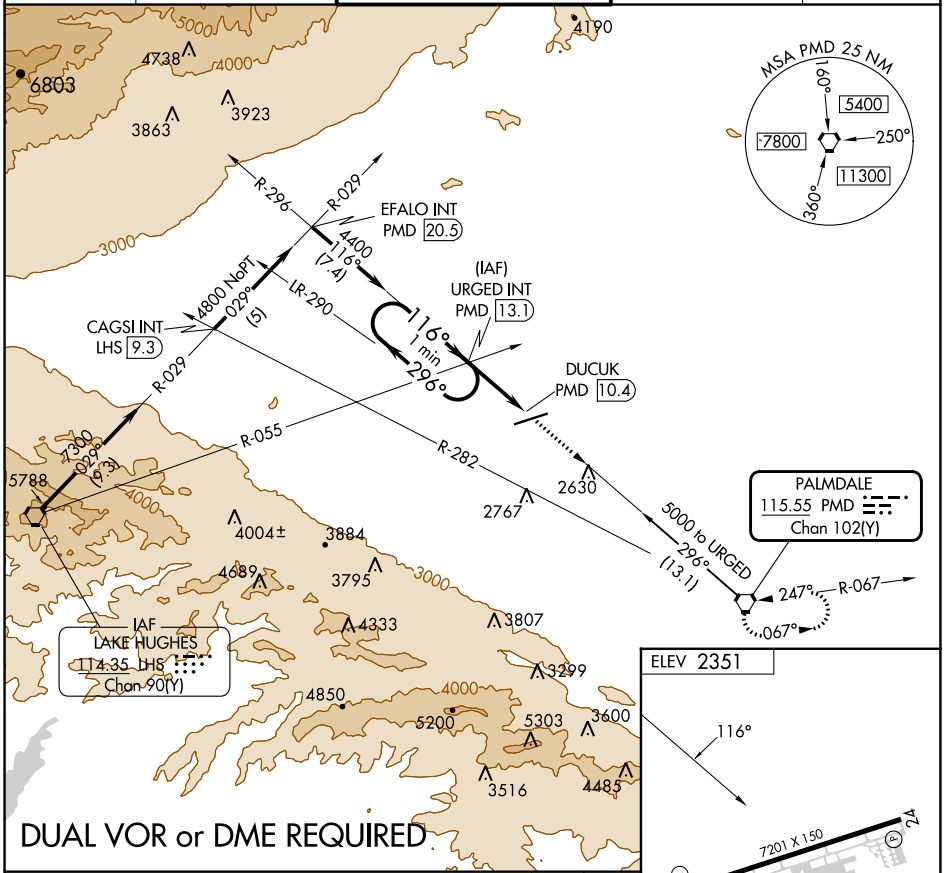 5000
4738
4000
6803
3863
3923
4190
MSA PMD 25 NM
160°
5400
7800
250°
11300
360°
R-296
R-029
3000
EFALO INT
PMD 20.5
4400
116°
(7.4)
(IAF)
URGED INT
PMD 13.1
4800 NoPT
029°
(5)
LR-290
CAGSI INT
LHS 9.3
116°
1 min
296°
DUCUK
PMD 10.4
R-029
R-055
R-282
7300
029°
(9.3)
5788
4000
2630
2767
5000 to URGED
296°
(13.1)
PALMDALE
115.55 PMD
Chan 102(Y)
247°
R-067
067°
4004±
3884
4689
3795
3000
4333
3807
IAF
LAKE HUGHES
114.35 LHS
Chan 90(Y)
3299
4850
4000
5200
5303
3600
3516
4485
DUAL VOR or DME REQUIRED
ELEV 2351
116°
7201 X 150
24
P